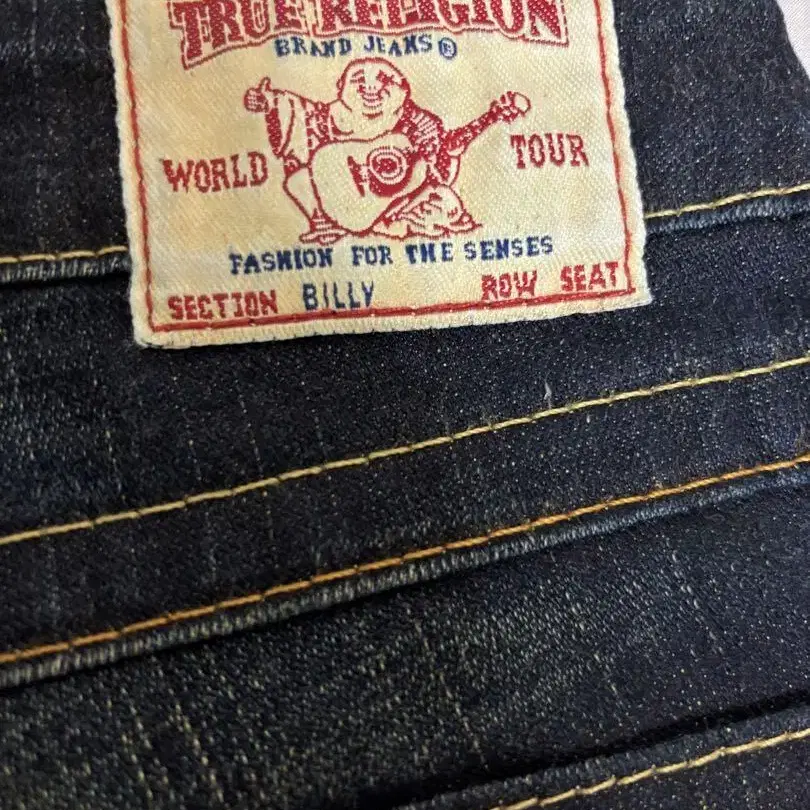 TRUE RELIGION
BRAND JEANS®
WORLD TOUR
FASHION FOR THE SENSES
SECTION BILLY ROW SEAT